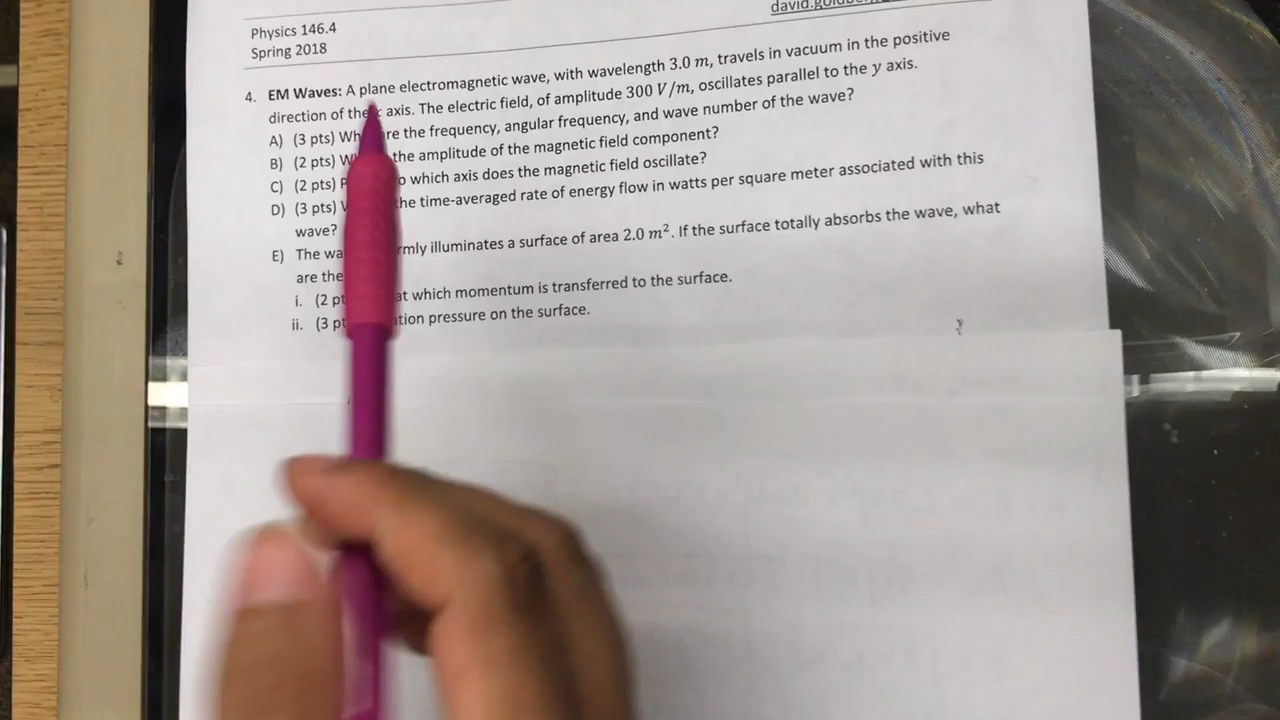 Physics 146.4
Spring 2018
4. EM Waves: A plane electromagnetic wave, with wavelength 3.0 m, travels in vacuum in the positive
direction of the axis. The electric field, of amplitude 300 V/m, oscillates parallel to the y axis.
A) (3 pts) the frequency, angular frequency, and wave number of the wave?
B) (2 pts) the amplitude of the magnetic field component?
C) (2 pts) which axis does the magnetic field oscillate?
D) (3 pts) the time-averaged rate of energy flow in watts per square meter associated with this
wave?
E) The illuminates a surface of area 2.0 m². If the surface totally absorbs the wave, what
are the
i. (2 at which momentum is transferred to the surface.
ii. (3 pressure on the surface.